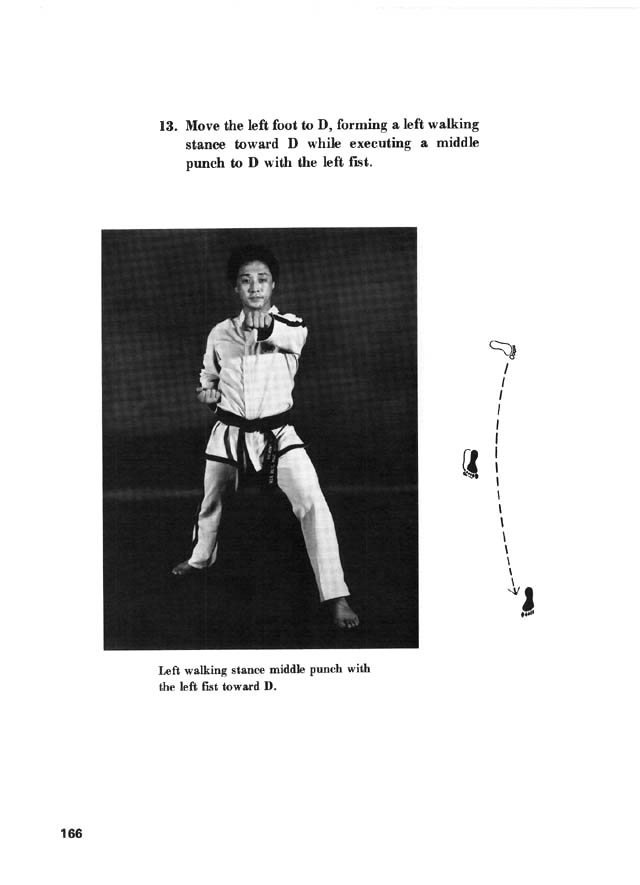 13. Move the left foot to D, forming a left walking
stance toward D while executing a middle
punch to D with the left fist.
Left walking stance middle punch with
the left fist toward D.
166